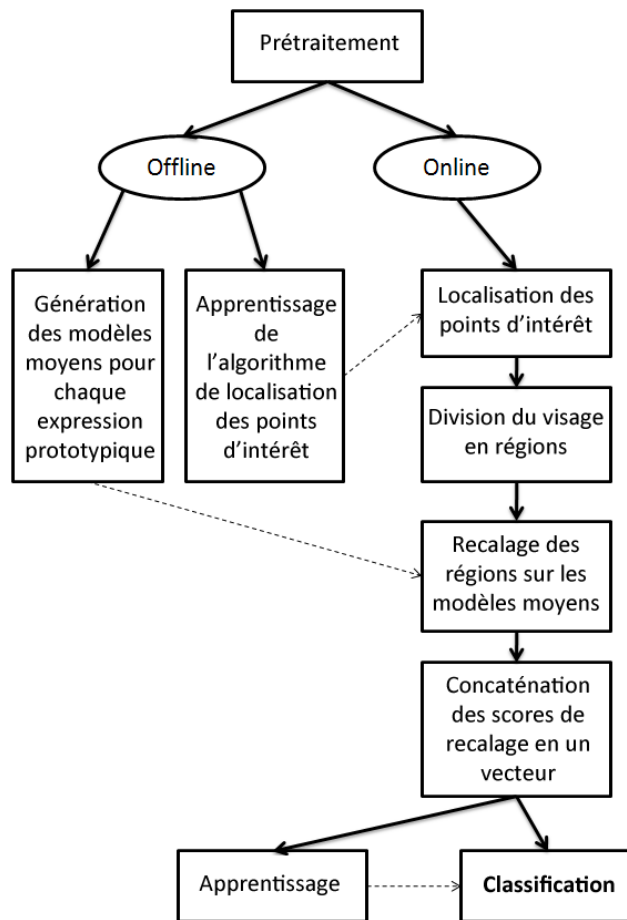 Prétraitement
Offline
Online
Génération
des modèles
moyens pour
chaque
expression
prototypique
Apprentissage
de
l'algorithme
de localisation
des points
d'intérêt
Localisation des
points d'intérêt
Division du visage
en régions
Recalage des
régions sur les
modèles moyens
Concaténation
des scores de
recalage en un
vecteur
Apprentissage
Classification